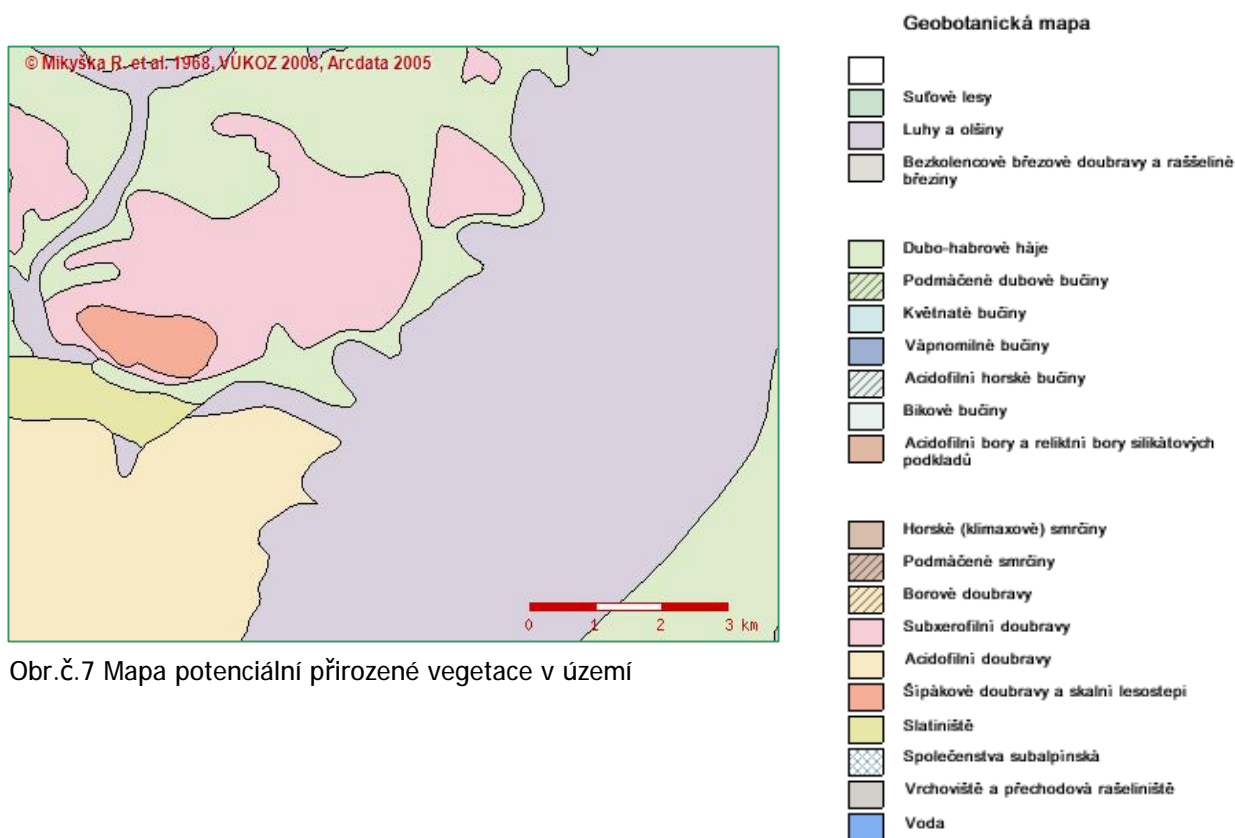 Geobotanická mapa
© Mikyška R. et al. 1968, VÚKOZ 2008, Arcdata 2005
0 1 2 3 km
Obr.č.7 Mapa potenciální přirozené vegetace v území
Suťové lesy
Luhy a olšiny
Bezkolencové březové doubravy a raššeliné
březiny
Dubo-habrové háje
Podmáčené dubové bučiny
Květnaté bučiny
Vápnomilné bučiny
Acidofilní horské bučiny
Bikové bučiny
Acidofilní bory a reliktní bory silikátových
podkladů
Horské (klimaxové) smrčiny
Podmáčené smrčiny
Borové doubravy
Subxerofilní doubravy
Acidofilní doubravy
Šipákové doubravy a skalní lesostepi
Slatiniště
Společenstva subalpinská
Vrchoviště a přechodová rašeliniště
Voda